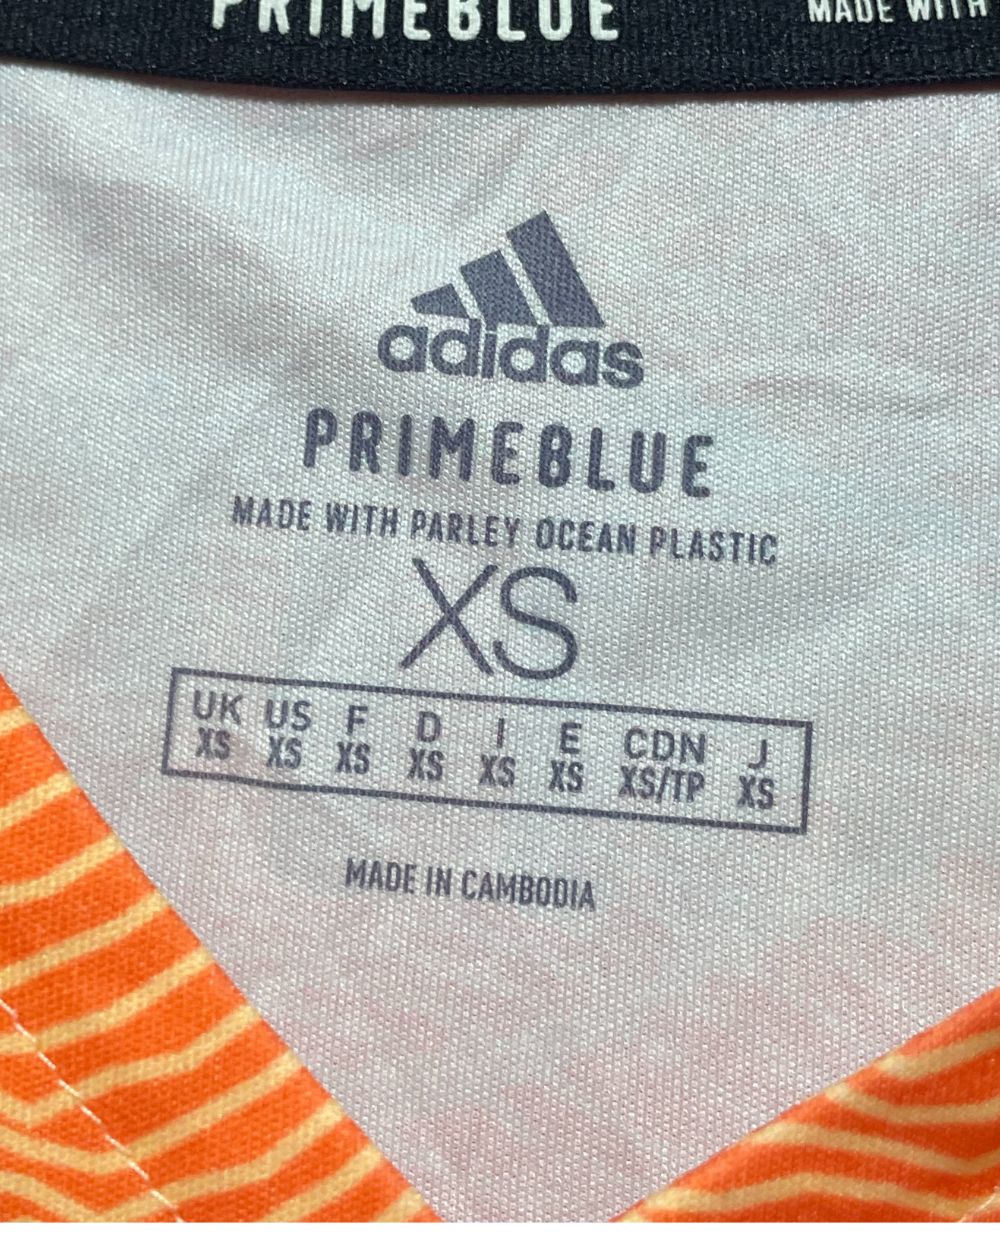 PRIMEBLUE MADE WITH
adidas
PRIMEBLUE
MADE WITH PARLEY OCEAN PLASTIC
XS
UK US F D I E CDN J
XS XS XS XS XS XS XS/TP XS
MADE IN CAMBODIA